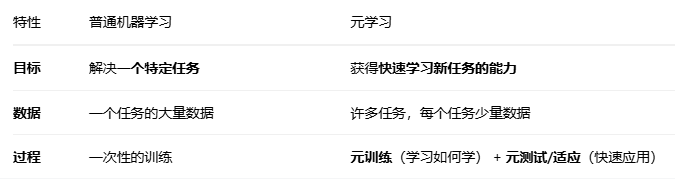 特性 普通机器学习 元学习
目标 解决一个特定任务 获得快速学习新任务的能力
数据 一个任务的大量数据 许多任务，每个任务少量数据
过程 一次性的训练 元训练（学习如何学） + 元测试/适应（快速应用）